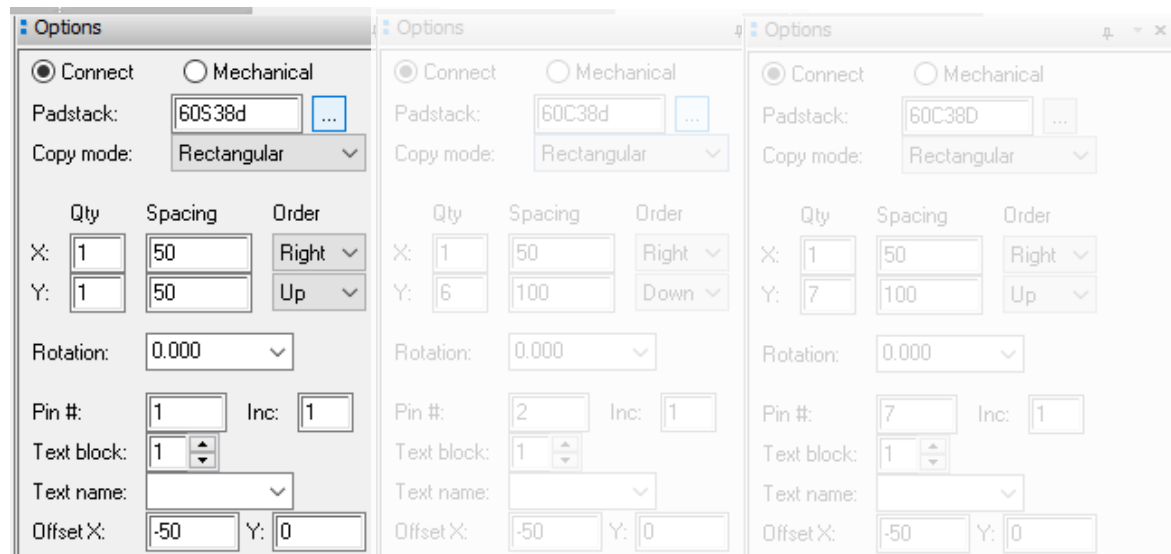 Options
Connect Mechanical
Padstack: 60S38d ...
Copy mode: Rectangular
Qty Spacing Order
X: 1 50 Right
Y: 1 50 Up
Rotation: 0.000
Pin #: 1 Inc: 1
Text block: 1
Text name:
Offset X: -50 Y: 0
Options
Connect Mechanical
Padstack: 60C38d ...
Copy mode: Rectangular
Qty Spacing Order
X: 1 50 Right
Y: 6 100 Down
Rotation: 0.000
Pin #: 2 Inc: 1
Text block: 1
Text name:
Offset X: -50 Y: 0
Options
Connect Mechanical
Padstack: 60C38D ...
Copy mode: Rectangular
Qty Spacing Order
X: 1 50 Right
Y: 7 100 Up
Rotation: 0.000
Pin #: 7 Inc: 1
Text block: 1
Text name:
Offset X: -50 Y: 0